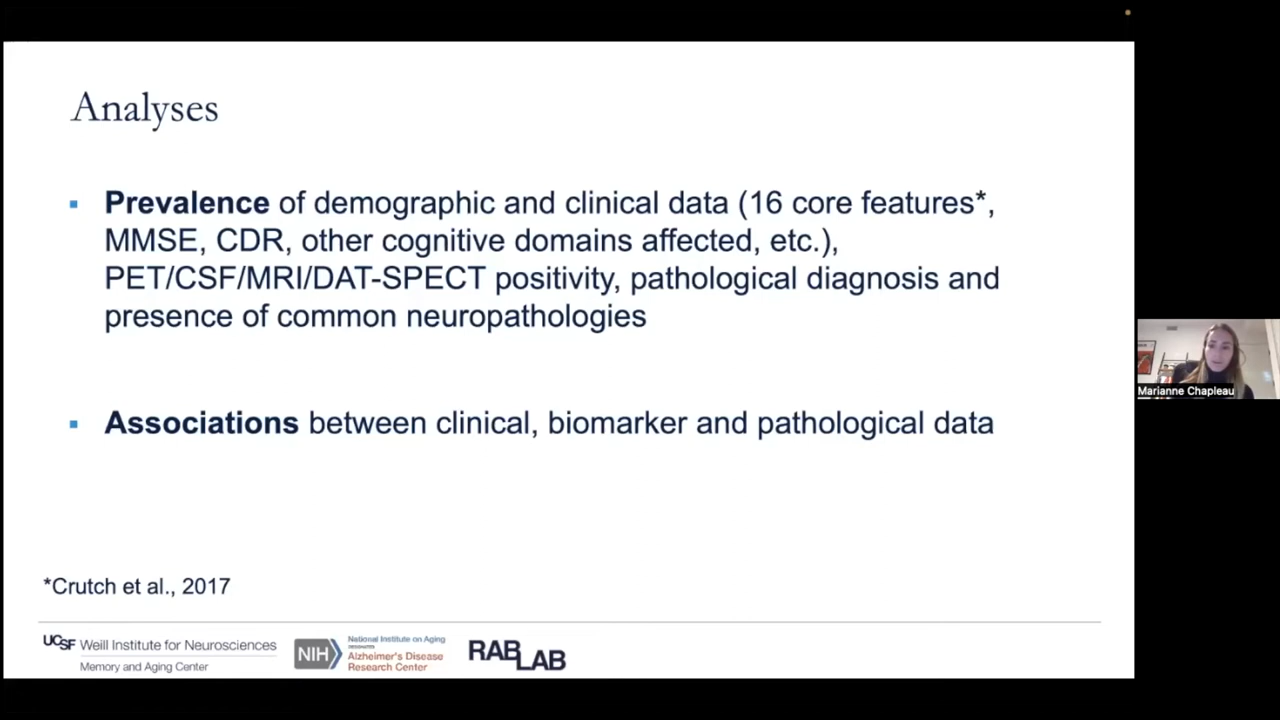 Analyses
▪ Prevalence of demographic and clinical data (16 core features*,
MMSE, CDR, other cognitive domains affected, etc.),
PET/CSF/MRI/DAT-SPECT positivity, pathological diagnosis and
presence of common neuropathologies
▪ Associations between clinical, biomarker and pathological data
Marianne Chapleau
*Crutch et al., 2017
UCSF Weill Institute for Neurosciences
Memory and Aging Center
NIH
National Institute on Aging
Alzheimer's Disease
Research Center
RAB LAB